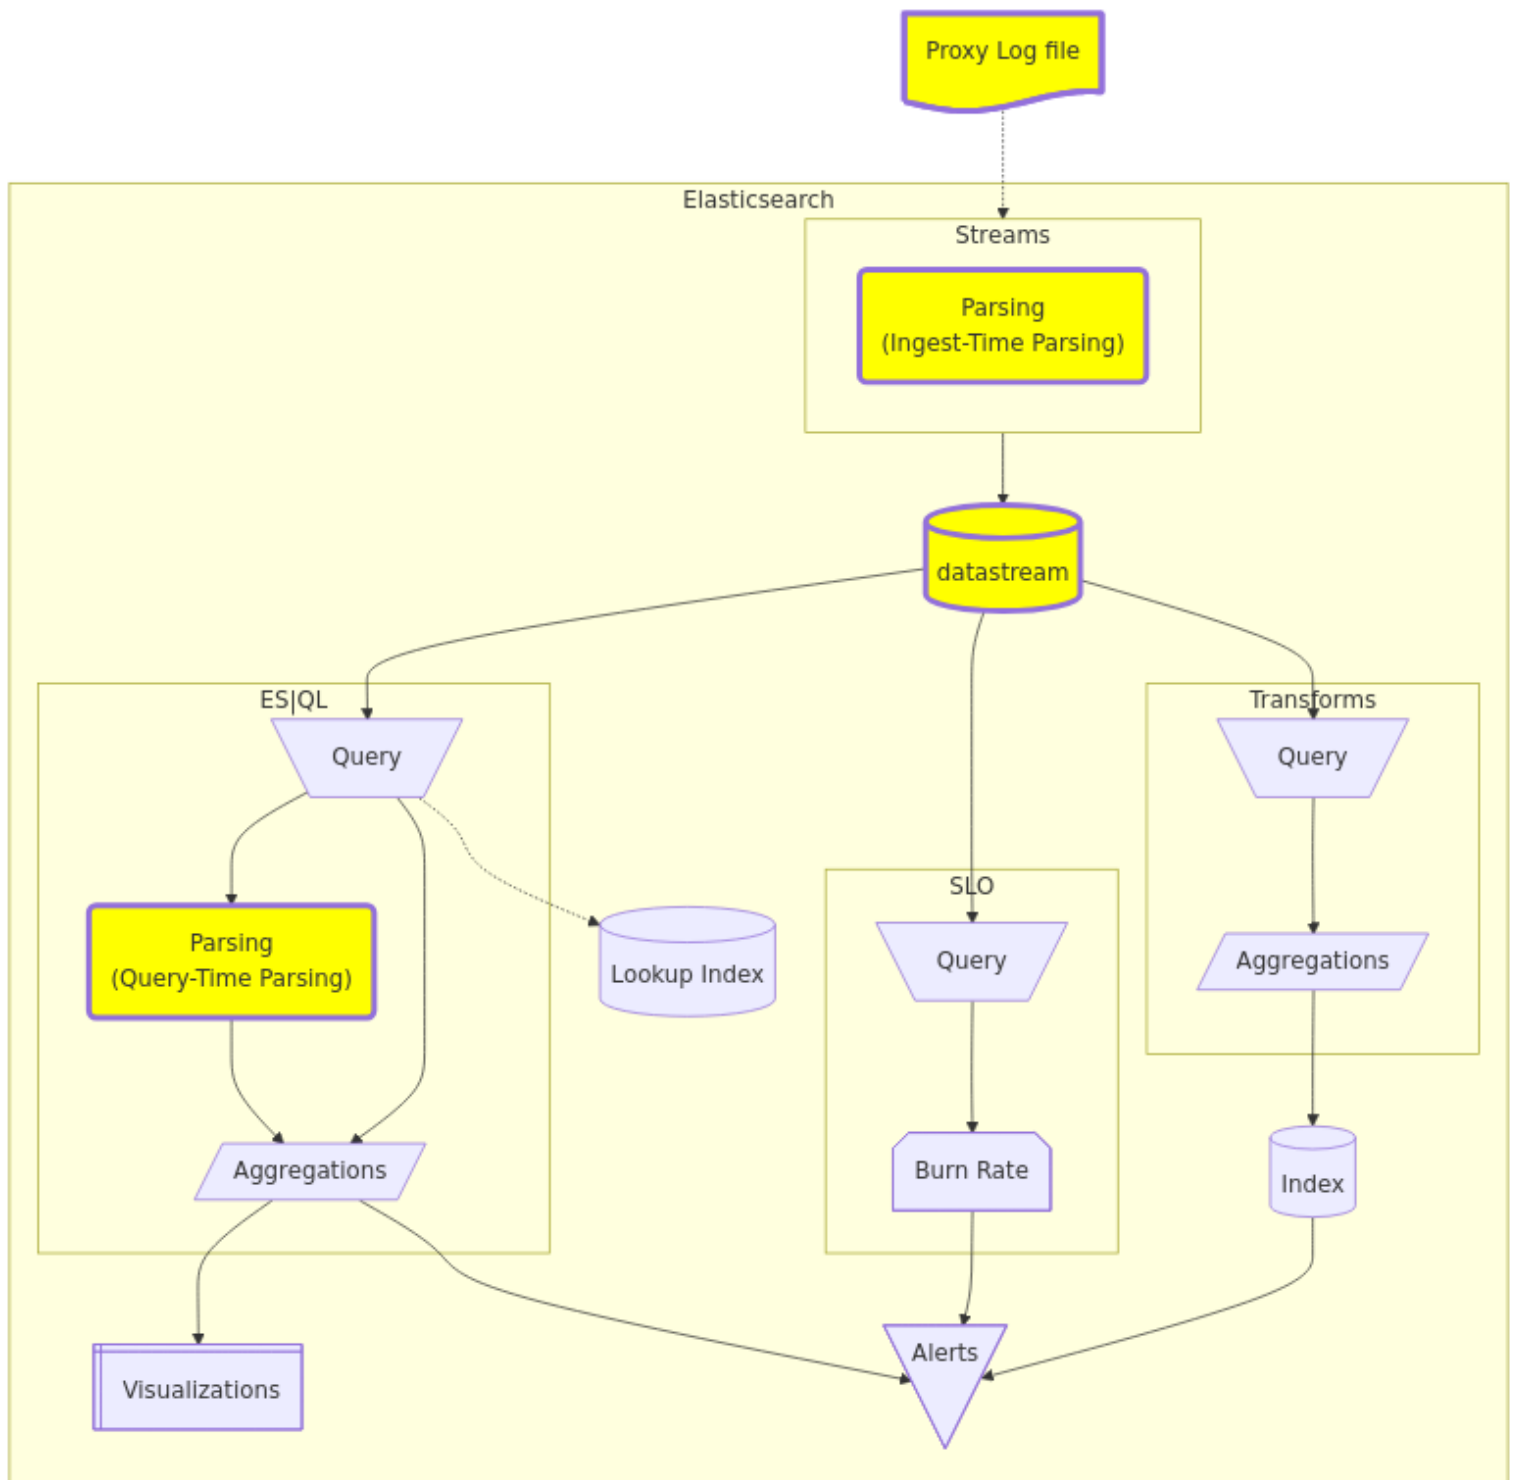 Proxy Log file
Elasticsearch
Streams
Parsing
(Ingest-Time Parsing)
datastream
ES|QL
Query
Parsing
(Query-Time Parsing)
Aggregations
Lookup Index
SLO
Query
Burn Rate
Transforms
Query
Aggregations
Index
Visualizations
Alerts